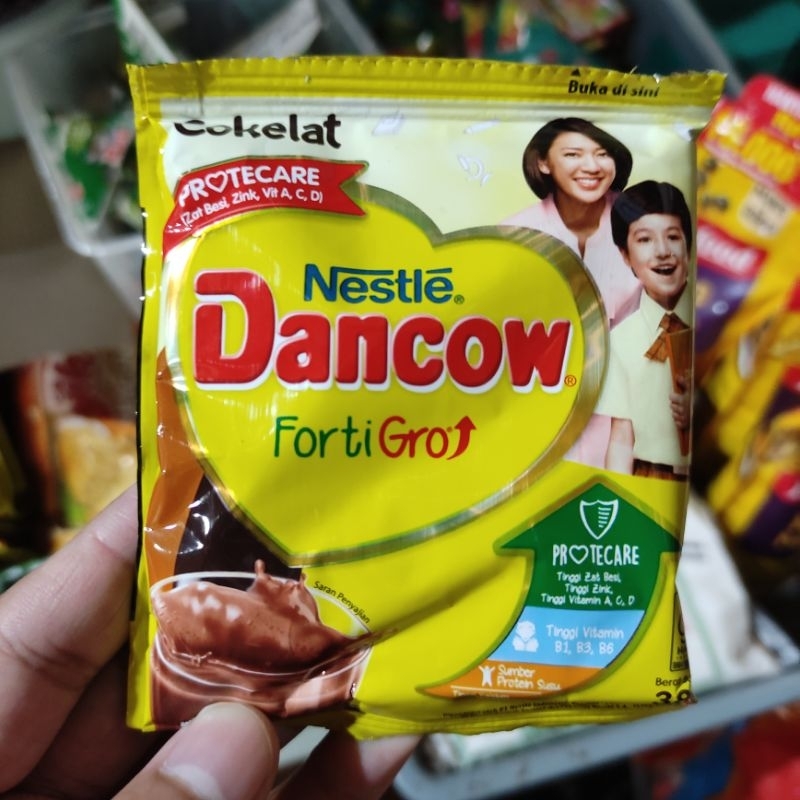 Buka di sini
Cokelat
PROTECARE
(Zat Besi, Zink, Vit A, C, D)
Nestlé®
DANCOW®
FortiGro
PROTECARE
Tinggi Zat Besi,
Tinggi Zink,
Tinggi Vitamin A, C, D
Tinggi Vitamin
B1, B3, B6
Sumber
Protein Susu
Saran Penyajian